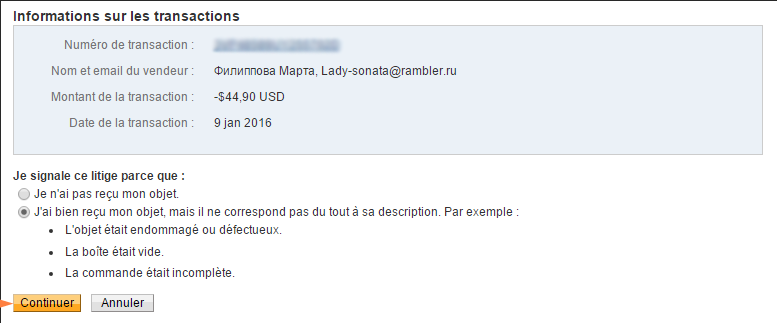 Informations sur les transactions
Numéro de transaction :
Nom et email du vendeur : Филиппова Марта, Lady-sonata@rambler.ru
Montant de la transaction : -$44,90 USD
Date de la transaction : 9 jan 2016
Je signale ce litige parce que :
Je n'ai pas reçu mon objet.
J'ai bien reçu mon objet, mais il ne correspond pas du tout à sa description. Par exemple :
L'objet était endommagé ou défectueux.
La boîte était vide.
La commande était incomplète.
Continuer Annuler